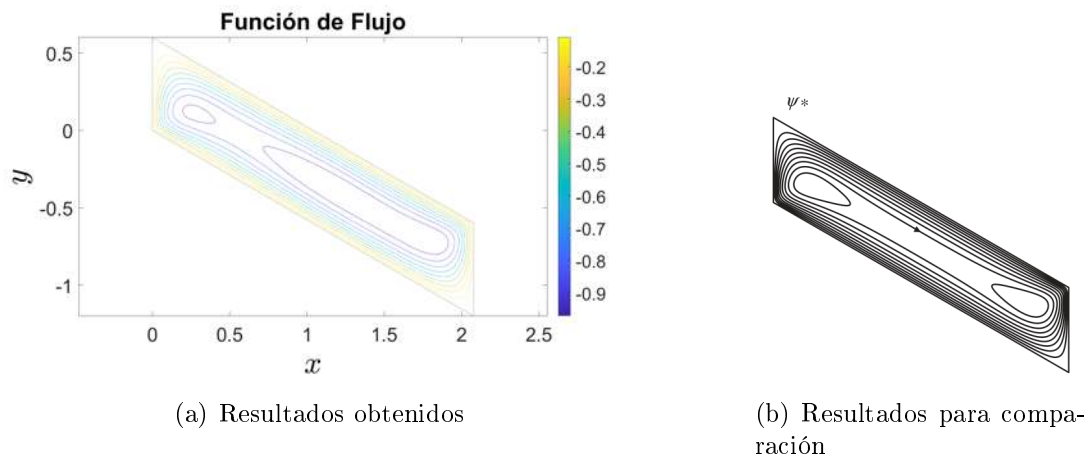 Función de Flujo
0.5
0
-0.5
-1
y
0
0.5
1
1.5
2
2.5
x
-0.2
-0.3
-0.4
-0.5
-0.6
-0.7
-0.8
-0.9
ψ*
(a) Resultados obtenidos
(b) Resultados para compa-
ración